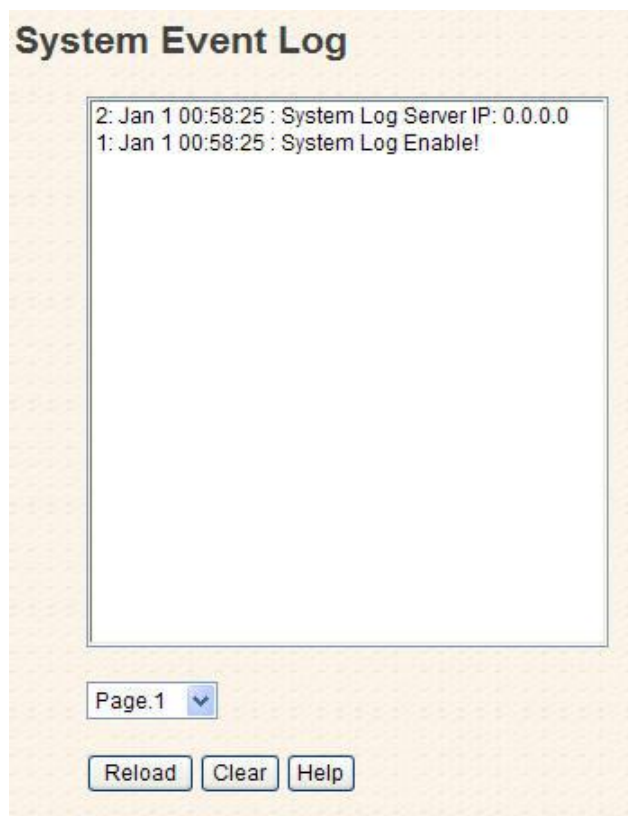 System Event Log
2: Jan 1 00:58:25 : System Log Server IP: 0.0.0.0
1: Jan 1 00:58:25 : System Log Enable!
Page.1
Reload Clear Help